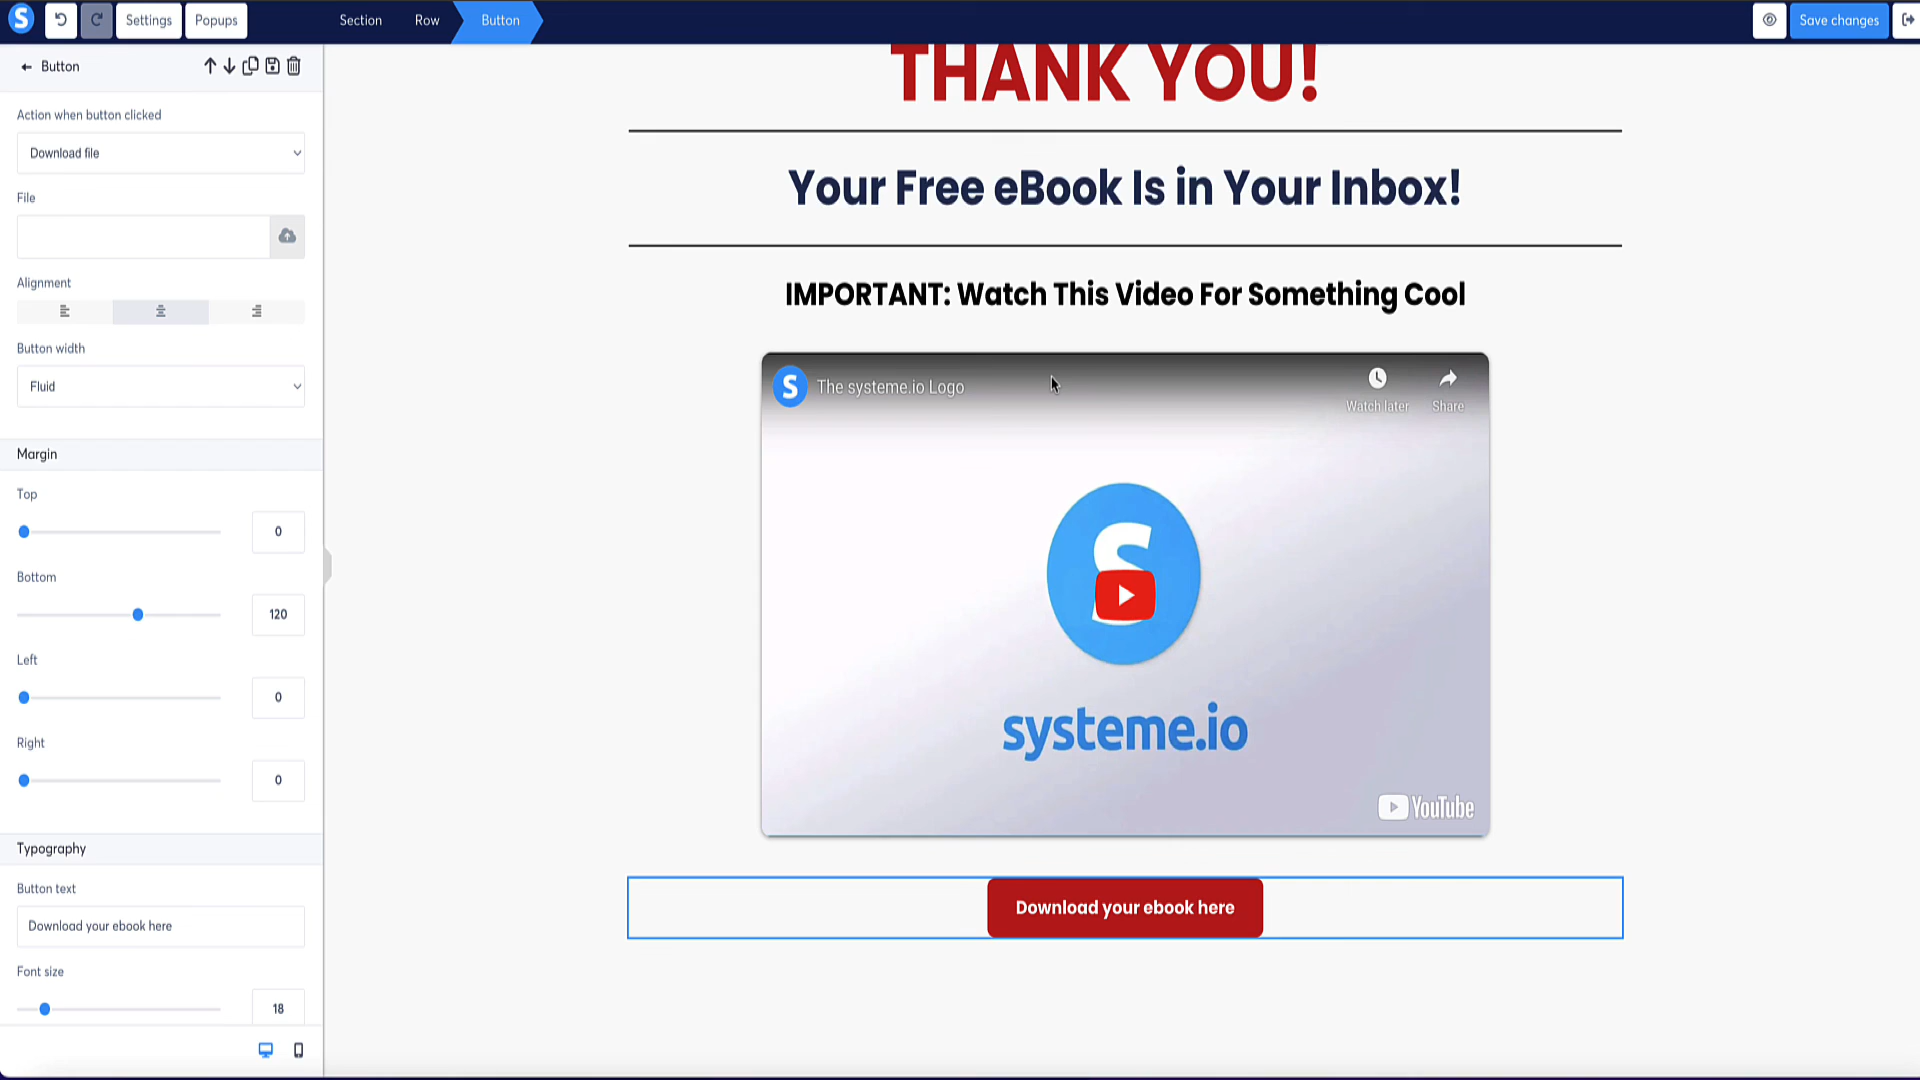 S Settings Popups Section Row Button Save changes
Button
Action when button clicked
Download file
File
Alignment
Button width
Fluid
Margin
Top
0
Bottom
120
Left
0
Right
0
Typography
Button text
Download your ebook here
Font size
18
THANK YOU!
Your Free eBook Is in Your Inbox!
IMPORTANT: Watch This Video For Something Cool
S The systeme.io Logo
Watch later Share
S
systeme.io
YouTube
Download your ebook here